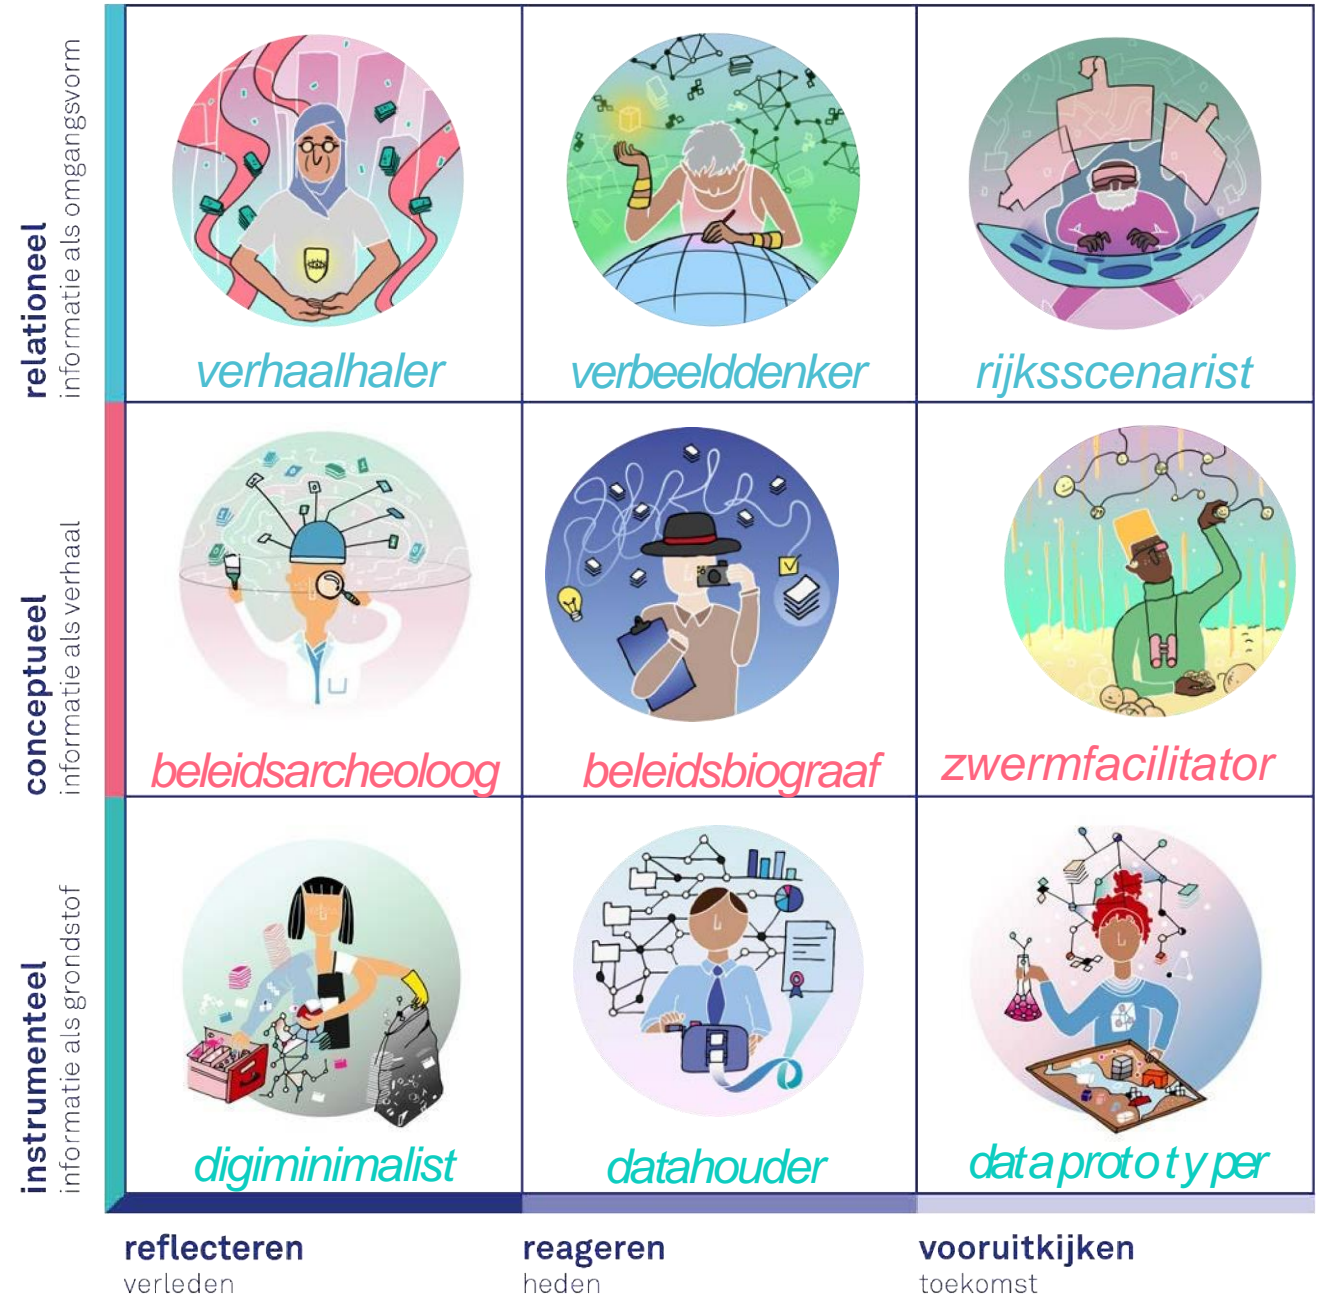 relationeel
informatie als omgangsvorm
verhaalhaler
verbeelddenker
rijksscenarist
conceptueel
informatie als verhaal
beleidsarcheoloog
beleidsbiograaf
zwermfacilitator
instrumenteel
informatie als grondstof
digiminimalist
datahouder
dataprototyper
reflecteren
verleden
reageren
heden
vooruitkijken
toekomst